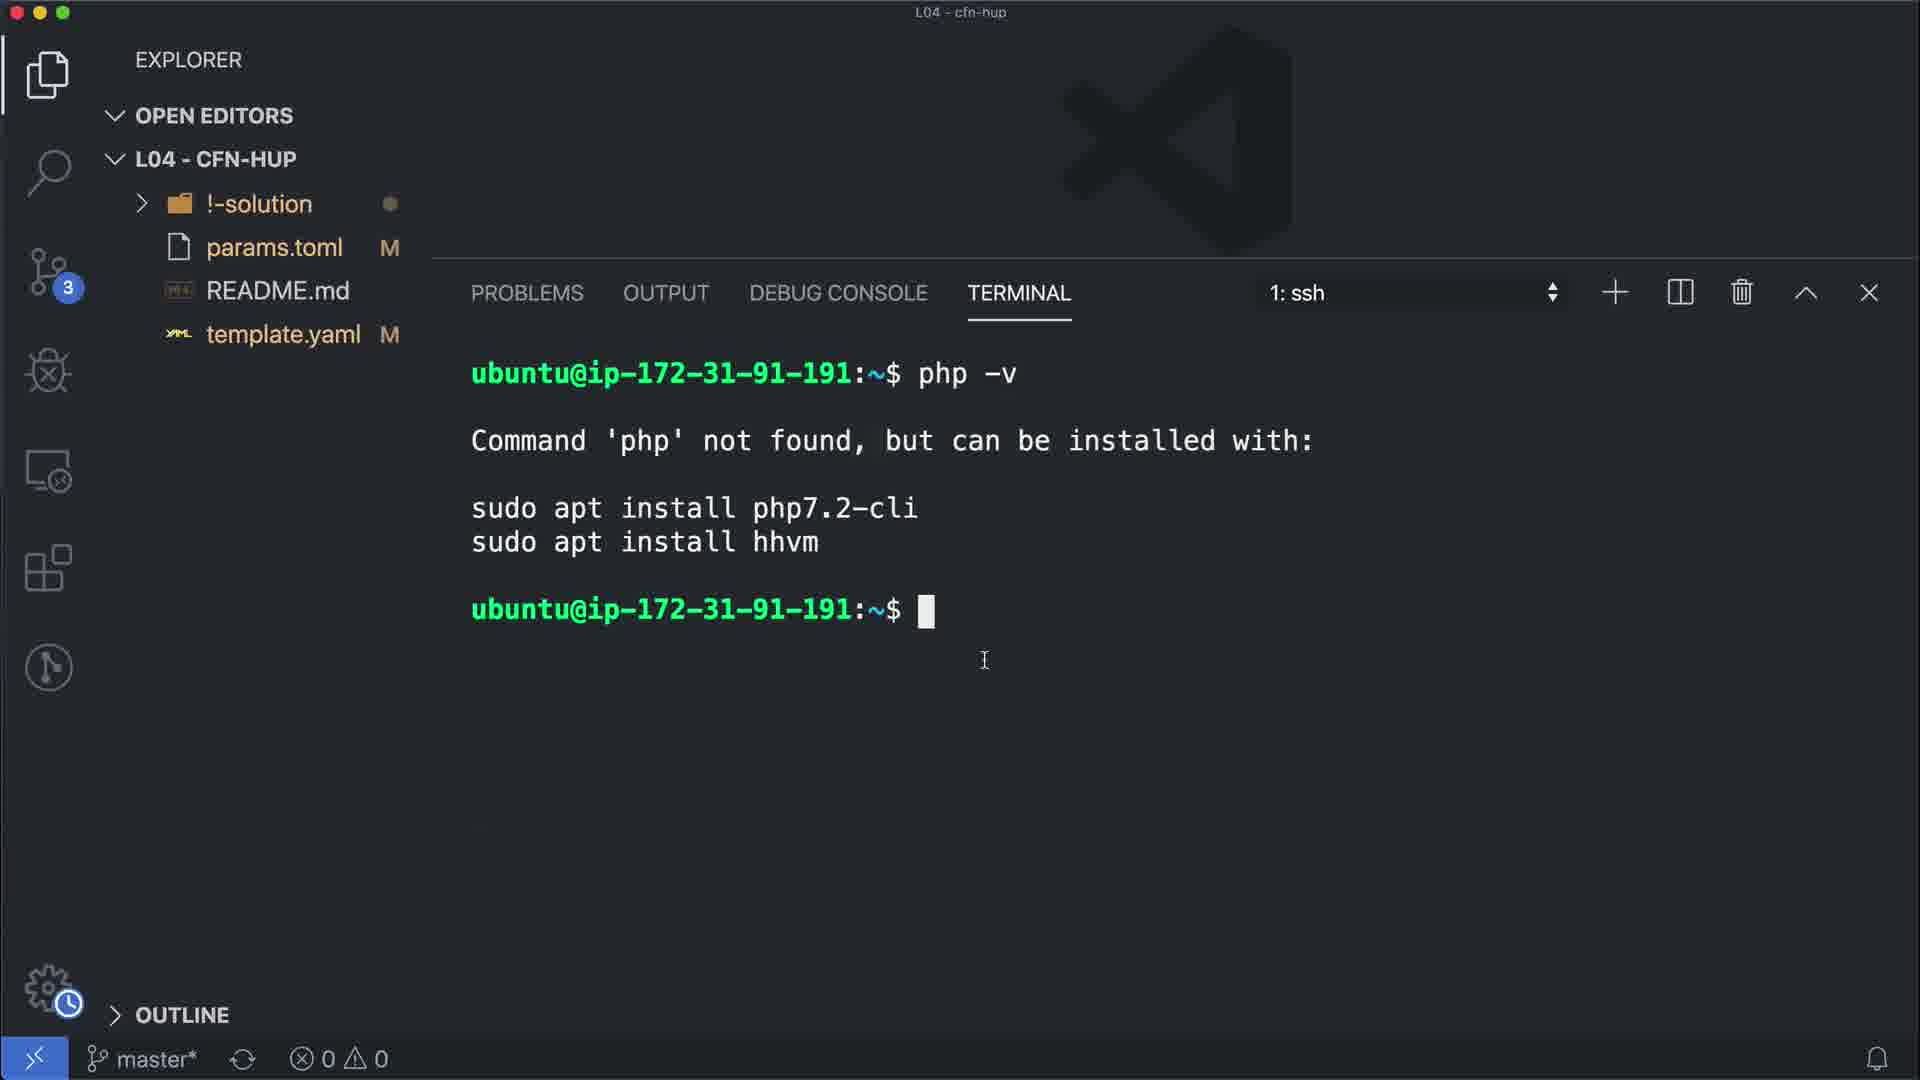 L04 - cfn-hup
EXPLORER
OPEN EDITORS
L04 - CFN-HUP
!-solution
params.toml M
README.md
template.yaml M
3
PROBLEMS OUTPUT DEBUG CONSOLE TERMINAL 1: ssh
ubuntu@ip-172-31-91-191:~$ php -v
Command 'php' not found, but can be installed with:
sudo apt install php7.2-cli
sudo apt install hhvm
ubuntu@ip-172-31-91-191:~$
OUTLINE
master* 0 0